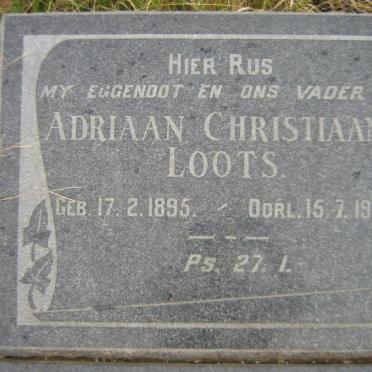 HIER RUS
MY EGGENOOT EN ONS VADER
ADRIAAN CHRISTIAAN
LOOTS.
GEB. 17. 2. 1895. / OORL. 15. 7. 19
PS. 27. 1.